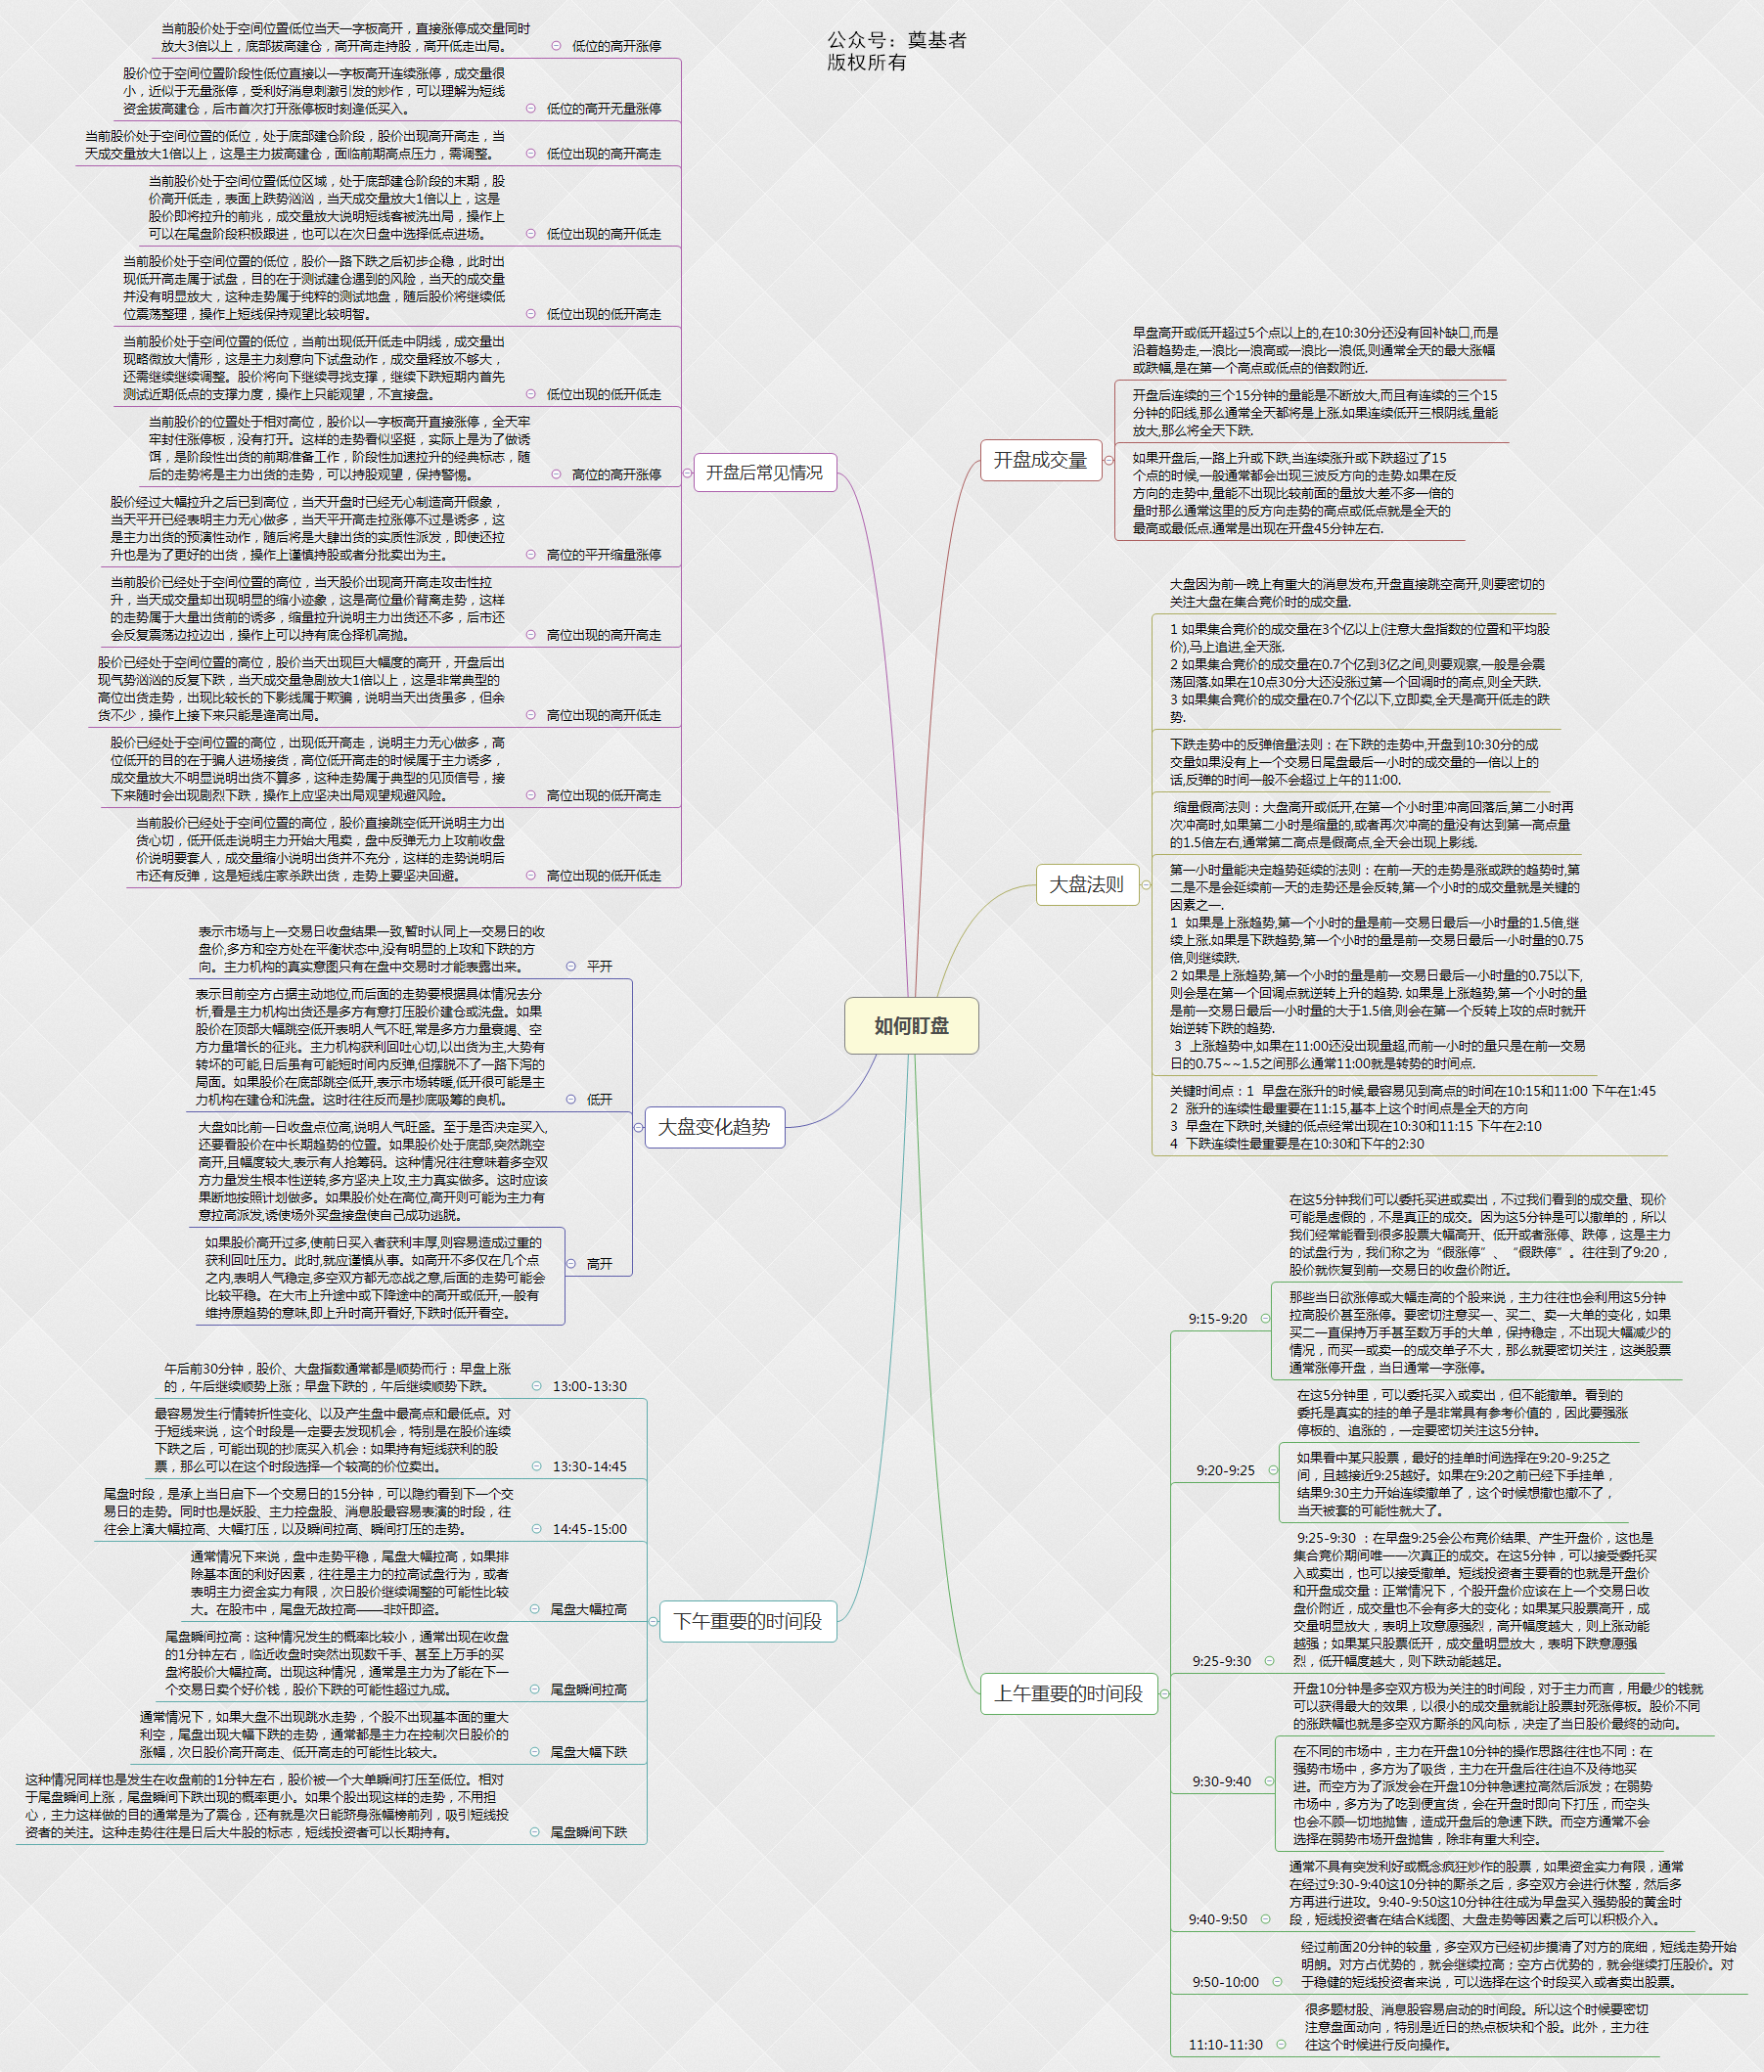 公众号：奠基者
版权所有
如何盯盘
开盘后常见情况
当前股价处于空间位置低位当天一字板高开，直接涨停成交量同时
放大3倍以上，底部拔高建仓，高开高走持股，高开低走出局。
低位的高开涨停
股价位于空间位置阶段性低位直接以一字板高开连续涨停，成交量很
小，近似于无量涨停，受利好消息刺激引发的炒作，可以理解为短线
资金拔高建仓，后市首次打开涨停板时刻逢低买入。
低位的高开无量涨停
当前股价处于空间位置的低位，处于底部建仓阶段，股价出现高开高走，当
天成交量放大1倍以上，这是主力拔高建仓，面临前期高点压力，需调整。
低位出现的高开高走
当前股价处于空间位置低位区域，处于底部建仓阶段的末期，股
价高开低走，表面上跌势汹汹，当天成交量放大1倍以上，这是
股价即将拉升的前兆，成交量放大说明短线客被洗出局，操作上
可以在尾盘阶段积极跟进，也可以在次日盘中选择低点进场。
低位出现的高开低走
当前股价处于空间位置的低位，股价一路下跌之后初步企稳，此时出
现低开高走属于试盘，目的在于测试建仓遇到的风险，当天的成交量
并没有明显放大，这种走势属于纯粹的测试地盘，随后股价将继续低
位震荡整理，操作上短线保持观望比较明智。
低位出现的低开高走
当前股价处于空间位置的低位，当前出现低开低走中阴线，成交量出
现略微放大情形，这是主力刻意向下试盘动作，成交量释放不够大，
还需继续继续调整。股价将向下继续寻找支撑，继续下跌短期内首先
测试近期低点的支撑力度，操作上只能观望，不宜接盘。
低位出现的低开低走
当前股价的位置处于相对高位，股价以一字板高开直接涨停，全天牢
牢封住涨停板，没有打开。这样的走势看似坚挺，实际上是为了做诱
饵，是阶段性出货的前期准备工作，阶段性加速拉升的经典标志，随
后的走势将是主力出货的走势，可以持股观望，保持警惕。
高位的高开涨停
股价经过大幅拉升之后已到高位，当天开盘时已经无心制造高开假象，
当天平开已经表明主力无心做多，当天平开高走拉涨停不过是诱多，这
是主力出货的预演性动作，随后将是大肆出货的实质性派发，即使还拉
升也是为了更好的出货，操作上谨慎持股或者分批卖出为主。
高位的平开缩量涨停
当前股价已经处于空间位置的高位，当天股价出现高开高走攻击性拉
升，当天成交量却出现明显的缩小迹象，这是高位量价背离走势，这样
的走势属于大量出货前的诱多，缩量拉升说明主力出货还不多，后市还
会反复震荡边拉边出，操作上可以持有底仓择机高抛。
高位出现的高开高走
股价已经处于空间位置的高位，股价当天出现巨大幅度的高开，开盘后出
现气势汹汹的反复下跌，当天成交量急剧放大1倍以上，这是非常典型的
高位出货走势，出现比较长的下影线属于欺骗，说明当天出货虽多，但余
货不少，操作上接下来只能是逢高出局。
高位出现的高开低走
股价已经处于空间位置的高位，出现低开高走，说明主力无心做多，高
位低开的目的在于骗人进场接货，高位低开高走的时候属于主力诱多，
成交量放大不明显说明出货不算多，这种走势属于典型的见顶信号，接
下来随时会出现剧烈下跌，操作上应坚决出局观望规避风险。
高位出现的低开高走
当前股价已经处于空间位置的高位，股价直接跳空低开说明主力出
货心切，低开低走说明主力开始大甩卖，盘中反弹无力上攻前收盘
价说明要套人，成交量缩小说明出货并不充分，这样的走势说明后
市还有反弹，这是短线庄家杀跌出货，走势上要坚决回避。
高位出现的低开低走
大盘变化趋势
表示市场与上一交易日收盘结果一致,暂时认同上一交易日的收
盘价,多方和空方处在平衡状态中,没有明显的上攻和下跌的方
向。主力机构的真实意图只有在盘中交易时才能表露出来。
平开
表示目前空方占据主动地位,而后面的走势要根据具体情况去分
析,看是主力机构出货还是多方有意打压股价建仓或洗盘。如果
股价在顶部大幅跳空低开表明人气不旺,常是多方力量衰竭、空
方力量增长的征兆。主力机构获利回吐心切,以出货为主,大势有
转坏的可能,日后虽有可能短时间内反弹,但摆脱不了一路下泻的
局面。如果股价在底部跳空低开,表示市场转暖,低开很可能是主
力机构在建仓和洗盘。这时往往反而是抄底吸筹的良机。
低开
大盘如比前一日收盘点位高,说明人气旺盛。至于是否决定买入,
还要看股价在中长期趋势的位置。如果股价处于底部,突然跳空
高开,且幅度较大,表示有人抢筹码。这种情况往往意味着多空双
方力量发生根本性逆转,多方坚决上攻,主力真实做多。这时应该
果断地按照计划做多。如果股价处在高位,高开则可能为主力有
意拉高派发,诱使场外买盘接盘使自己成功逃脱。
如果股价高开过多,使前日买入者获利丰厚,则容易造成过重的
获利回吐压力。此时,就应谨慎从事。如高开不多仅在几个点
之内,表明人气稳定,多空双方都无恋战之意,后面的走势可能会
比较平稳。在大市上升途中或下降途中的高开或低开,一般有
维持原趋势的意味,即上升时高开看好,下跌时低开看空。
高开
下午重要的时间段
午后前30分钟，股价、大盘指数通常都是顺势而行：早盘上涨
的，午后继续顺势上涨；早盘下跌的，午后继续顺势下跌。
13:00-13:30
最容易发生行情转折性变化、以及产生盘中最高点和最低点。对
于短线来说，这个时段是一定要去发现机会，特别是在股价连续
下跌之后，可能出现的抄底买入机会：如果持有短线获利的股
票，那么可以在这个时段选择一个较高的价位卖出。
13:30-14:45
尾盘时段，是承上当日启下一个交易日的15分钟，可以隐约看到下一个交
易日的走势。同时也是妖股、主力控盘股、消息股最容易表演的时段，往
往会上演大幅拉高、大幅打压，以及瞬间拉高、瞬间打压的走势。
14:45-15:00
通常情况下来说，盘中走势平稳，尾盘大幅拉高，如果排
除基本面的利好因素，往往是主力的拉高试盘行为，或者
表明主力资金实力有限，次日股价继续调整的可能性比较
大。在股市中，尾盘无故拉高——非奸即盗。
尾盘大幅拉高
尾盘瞬间拉高：这种情况发生的概率比较小，通常出现在收盘
的1分钟左右，临近收盘时突然出现数千手、甚至上万手的买
盘将股价大幅拉高。出现这种情况，通常是主力为了能在下一
个交易日卖个好价钱，股价下跌的可能性超过九成。
尾盘瞬间拉高
通常情况下，如果大盘不出现跳水走势，个股不出现基本面的重大
利空，尾盘出现大幅下跌的走势，通常都是主力在控制次日股价的
涨幅，次日股价高开高走、低开高走的可能性比较大。
尾盘大幅下跌
这种情况同样也是发生在收盘前的1分钟左右，股价被一个大单瞬间打压至低位。相对
于尾盘瞬间上涨，尾盘瞬间下跌出现的概率更小。如果个股出现这样的走势，不用担
心，主力这样做的目的通常是为了震仓，还有就是次日能跻身涨幅榜前列，吸引短线投
资者的关注。这种走势往往是日后大牛股的标志，短线投资者可以长期持有。
尾盘瞬间下跌
开盘成交量
早盘高开或低开超过5个点以上的,在10:30分还没有回补缺口,而是
沿着趋势走,一浪比一浪高或一浪比一浪低,则通常全天的最大涨幅
或跌幅,是在第一个高点或低点的倍数附近.
开盘后连续的三个15分钟的量能是不断放大,而且有连续的三个15
分钟的阳线,那么通常全天都将是上涨.如果连续低开三根阴线,量能
放大,那么将全天下跌.
如果开盘后,一路上升或下跌,当连续涨升或下跌超过了15
个点的时候,一般通常都会出现三波反方向的走势.如果在反
方向的走势中,量能不出现比较前面的量放大差不多一倍的
量时那么通常这里的反方向走势的高点或低点就是全天的
最高或最低点.通常是出现在开盘45分钟左右.
大盘法则
大盘因为前一晚上有重大的消息发布,开盘直接跳空高开,则要密切的
关注大盘在集合竞价时的成交量.
1 如果集合竞价的成交量在3个亿以上(注意大盘指数的位置和平均股
价),马上追进,全天涨.
2 如果集合竞价的成交量在0.7个亿到3亿之间,则要观察,一般是会震
荡回落.如果在10点30分大还没涨过第一个回调时的高点,则全天跌.
3 如果集合竞价的成交量在0.7个亿以下,立即卖,全天是高开低走的跌
势.
下跌走势中的反弹倍量法则：在下跌的走势中,开盘到10:30分的成
交量如果没有上一个交易日尾盘最后一小时的成交量的一倍以上的
话,反弹的时间一般不会超过上午的11:00.
缩量假高法则：大盘高开或低开,在第一个小时里冲高回落后,第二小时再
次冲高时,如果第二小时是缩量的,或者再次冲高的量没有达到第一高点量
的1.5倍左右,通常第二高点是假高点,全天会出现上影线.
第一小时量能决定趋势延续的法则：在前一天的走势是涨或跌的趋势时,第
二是不是会延续前一天的走势还是会反转,第一个小时的成交量就是关键的
因素之一.
1  如果是上涨趋势,第一个小时的量是前一交易日最后一小时量的1.5倍,继
续上涨.如果是下跌趋势,第一个小时的量是前一交易日最后一小时量的0.75
倍,则继续跌.
2 如果是上涨趋势,第一个小时的量是前一交易日最后一小时量的0.75以下,
则会是在第一个回调点就逆转上升的趋势. 如果是上涨趋势,第一个小时的量
是前一交易日最后一小时量的大于1.5倍,则会在第一个反转上攻的点时就开
始逆转下跌的趋势.
3  上涨趋势中,如果在11:00还没出现量超,而前一小时的量只是在前一交易
日的0.75~~1.5之间那么通常11:00就是转势的时间点.
关键时间点：1  早盘在涨升的时候,最容易见到高点的时间在10:15和11:00 下午在1:45
2  涨升的连续性最重要在11:15,基本上这个时间点是全天的方向
3  早盘在下跌时,关键的低点经常出现在10:30和11:15 下午在2:10
4  下跌连续性最重要是在10:30和下午的2:30
上午重要的时间段
在这5分钟我们可以委托买进或卖出，不过我们看到的成交量、现价
可能是虚假的，不是真正的成交。因为这5分钟是可以撤单的，所以
我们经常能看到很多股票大幅高开、低开或者涨停、跌停，这是主力
的试盘行为，我们称之为“假涨停”、“假跌停”。往往到了9:20，
股价就恢复到前一交易日的收盘价附近。
9:15-9:20
那些当日欲涨停或大幅走高的个股来说，主力往往也会利用这5分钟
拉高股价甚至涨停。要密切注意买一、买二、卖一大单的变化，如果
买二一直保持万手甚至数万手的大单，保持稳定，不出现大幅减少的
情况，而买一或卖一的成交单子不大，那么就要密切关注，这类股票
通常涨停开盘，当日通常一字涨停。
在这5分钟里，可以委托买入或卖出，但不能撤单。看到的
委托是真实的挂的单子是非常具有参考价值的，因此要强涨
停板的、追涨的，一定要密切关注这5分钟。
9:20-9:25
如果看中某只股票，最好的挂单时间选择在9:20-9:25之
间，且越接近9:25越好。如果在9:20之前已经下手挂单，
结果9:30主力开始连续撤单了，这个时候想撤也撤不了，
当天被套的可能性就大了。
9:25-9:30 ：在早盘9:25会公布竞价结果、产生开盘价，这也是
集合竞价期间唯一一次真正的成交。在这5分钟，可以接受委托买
入或卖出，也可以接受撤单。短线投资者主要看的也就是开盘价
和开盘成交量：正常情况下，个股开盘价应该在上一个交易日收
盘价附近，成交量也不会有多大的变化；如果某只股票高开，成
交量明显放大，表明上攻意愿强烈，高开幅度越大，则上涨动能
越强；如果某只股票低开，成交量明显放大，表明下跌意愿强
烈，低开幅度越大，则下跌动能越足。
9:25-9:30
开盘10分钟是多空双方极为关注的时间段，对于主力而言，用最少的钱就
可以获得最大的效果，以很小的成交量就能让股票封死涨停板。股价不同
的涨跌幅也就是多空双方厮杀的风向标，决定了当日股价最终的动向。
9:30-9:40
在不同的市场中，主力在开盘10分钟的操作思路往往也不同：在
强势市场中，多方为了吸货，主力在开盘后往往迫不及待地买
进。而空方为了派发会在开盘10分钟急速拉高然后派发；在弱势
市场中，多方为了吃到便宜货，会在开盘时即向下打压，而空头
也会不顾一切地抛售，造成开盘后的急速下跌。而空方通常不会
选择在弱势市场开盘抛售，除非有重大利空。
通常不具有突发利好或概念疯狂炒作的股票，如果资金实力有限，通常
在经过9:30-9:40这10分钟的厮杀之后，多空双方会进行休整，然后多
方再进行进攻。9:40-9:50这10分钟往往成为早盘买入强势股的黄金时
段，短线投资者在结合K线图、大盘走势等因素之后可以积极介入。
9:40-9:50
经过前面20分钟的较量，多空双方已经初步摸清了对方的底细，短线走势开始
明朗。对方占优势的，就会继续拉高；空方占优势的，就会继续打压股价。对
于稳健的短线投资者来说，可以选择在这个时段买入或者卖出股票。
9:50-10:00
很多题材股、消息股容易启动的时间段。所以这个时候要密切
注意盘面动向，特别是近日的热点板块和个股。此外，主力往
往这个时候进行反向操作。
11:10-11:30